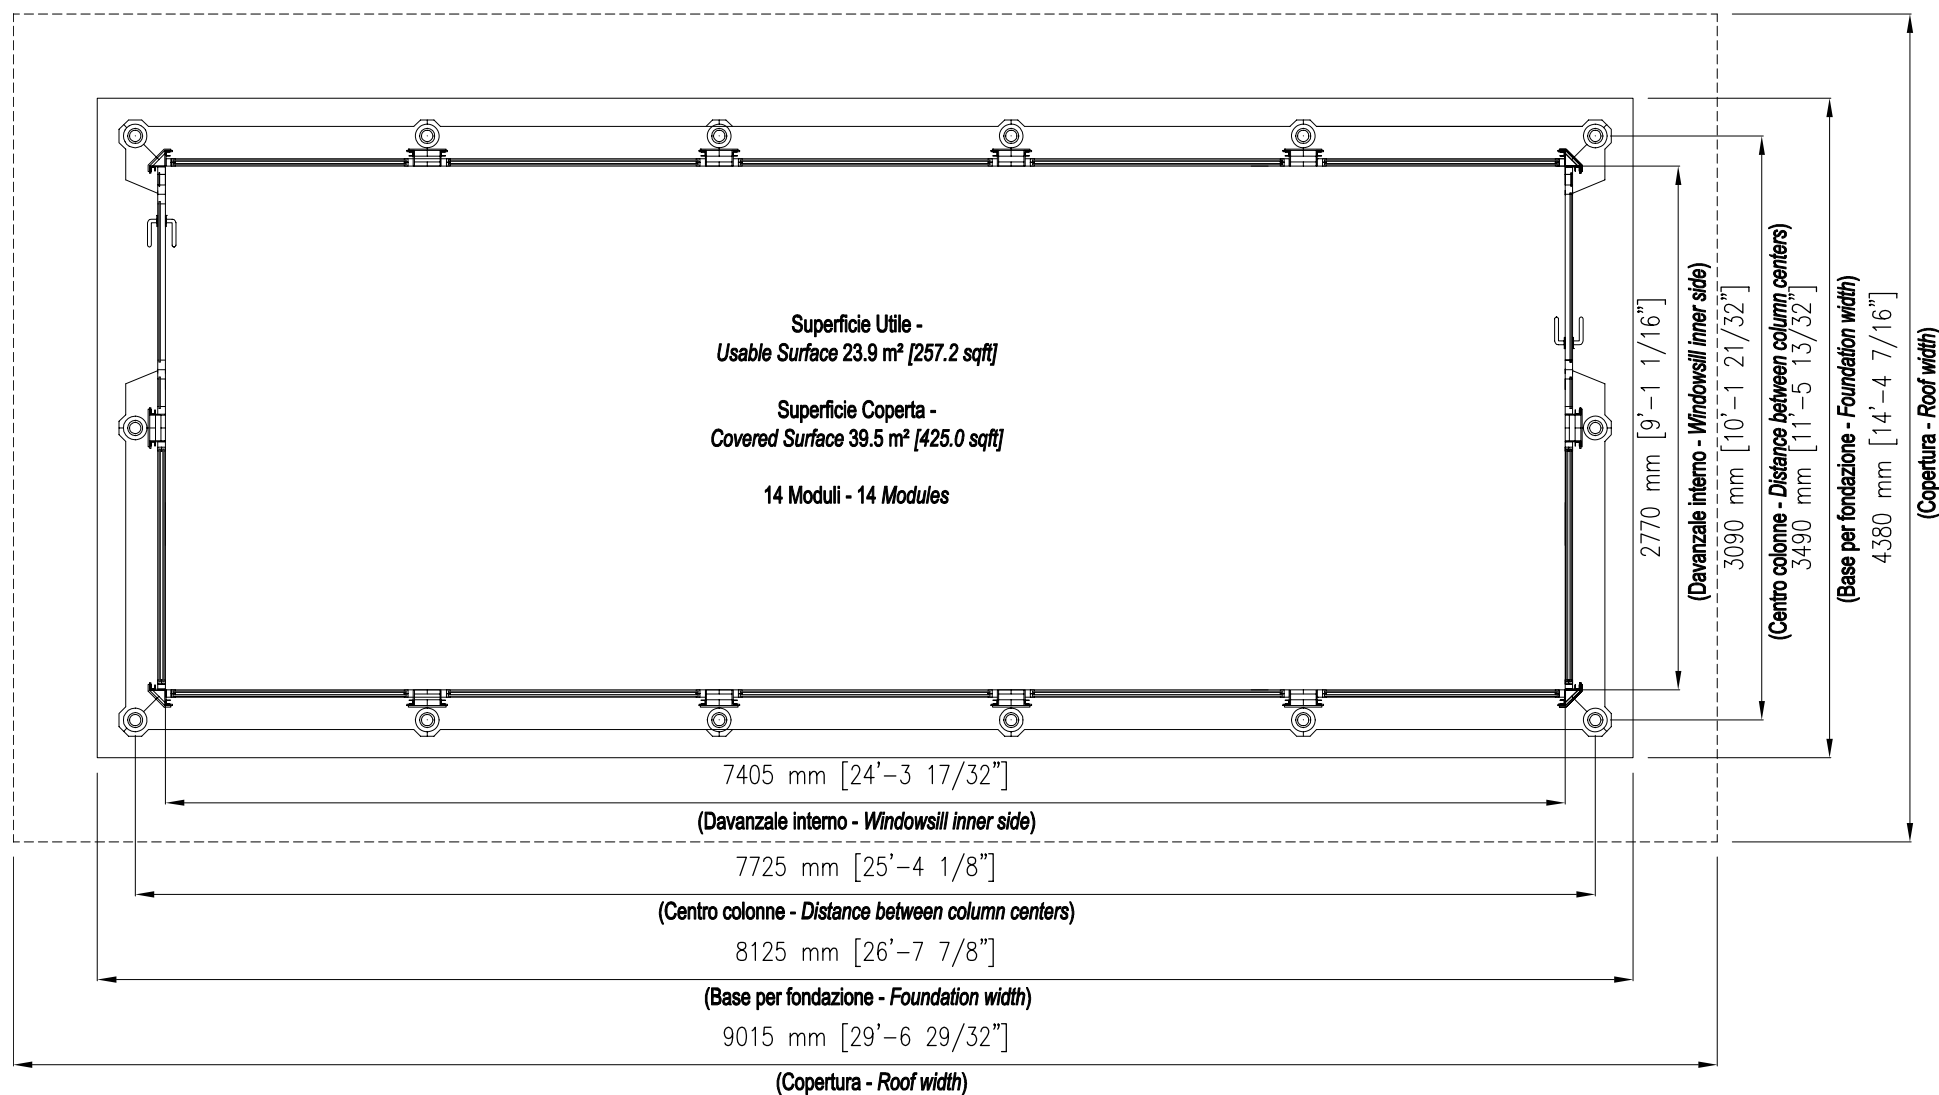 Superficie Utile -
Usable Surface 23.9 m² [257.2 sqft]
Superficie Coperta -
Covered Surface 39.5 m² [425.0 sqft]
14 Moduli - 14 Modules
2770 mm [9'-1 1/16"]
(Davanzale interno - Windowsill inner side)
3090 mm [10'-1 21/32"]
(Centro colonne - Distance between column centers)
3490 mm [11'-5 13/32"]
(Base per fondazione - Foundation width)
4380 mm [14'-4 7/16"]
(Copertura - Roof width)
7405 mm [24'-3 17/32"]
(Davanzale interno - Windowsill inner side)
7725 mm [25'-4 1/8"]
(Centro colonne - Distance between column centers)
8125 mm [26'-7 7/8"]
(Base per fondazione - Foundation width)
9015 mm [29'-6 29/32"]
(Copertura - Roof width)